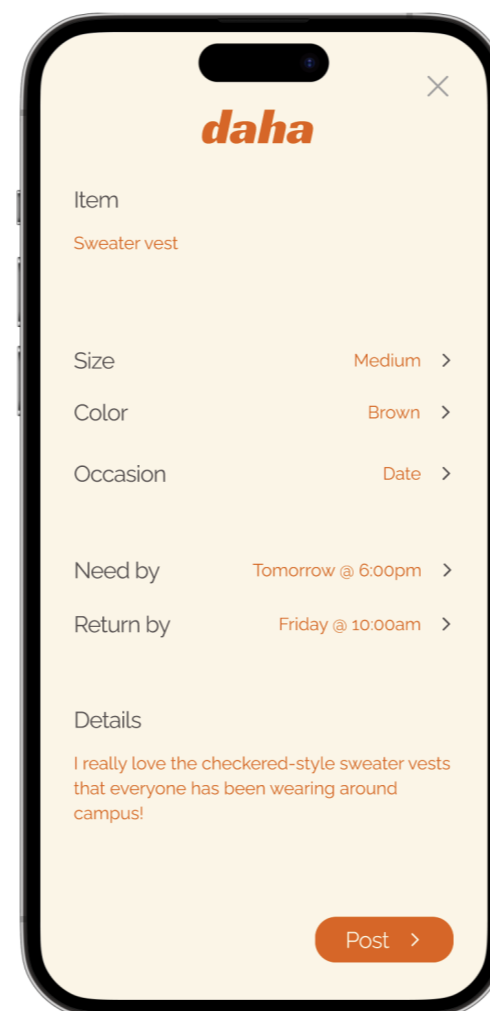 daha
Item
Sweater vest
Size Medium
Color Brown
Occasion Date
Need by Tomorrow @ 6:00pm
Return by Friday @ 10:00am
Details
I really love the checkered-style sweater vests
that everyone has been wearing around
campus!
Post